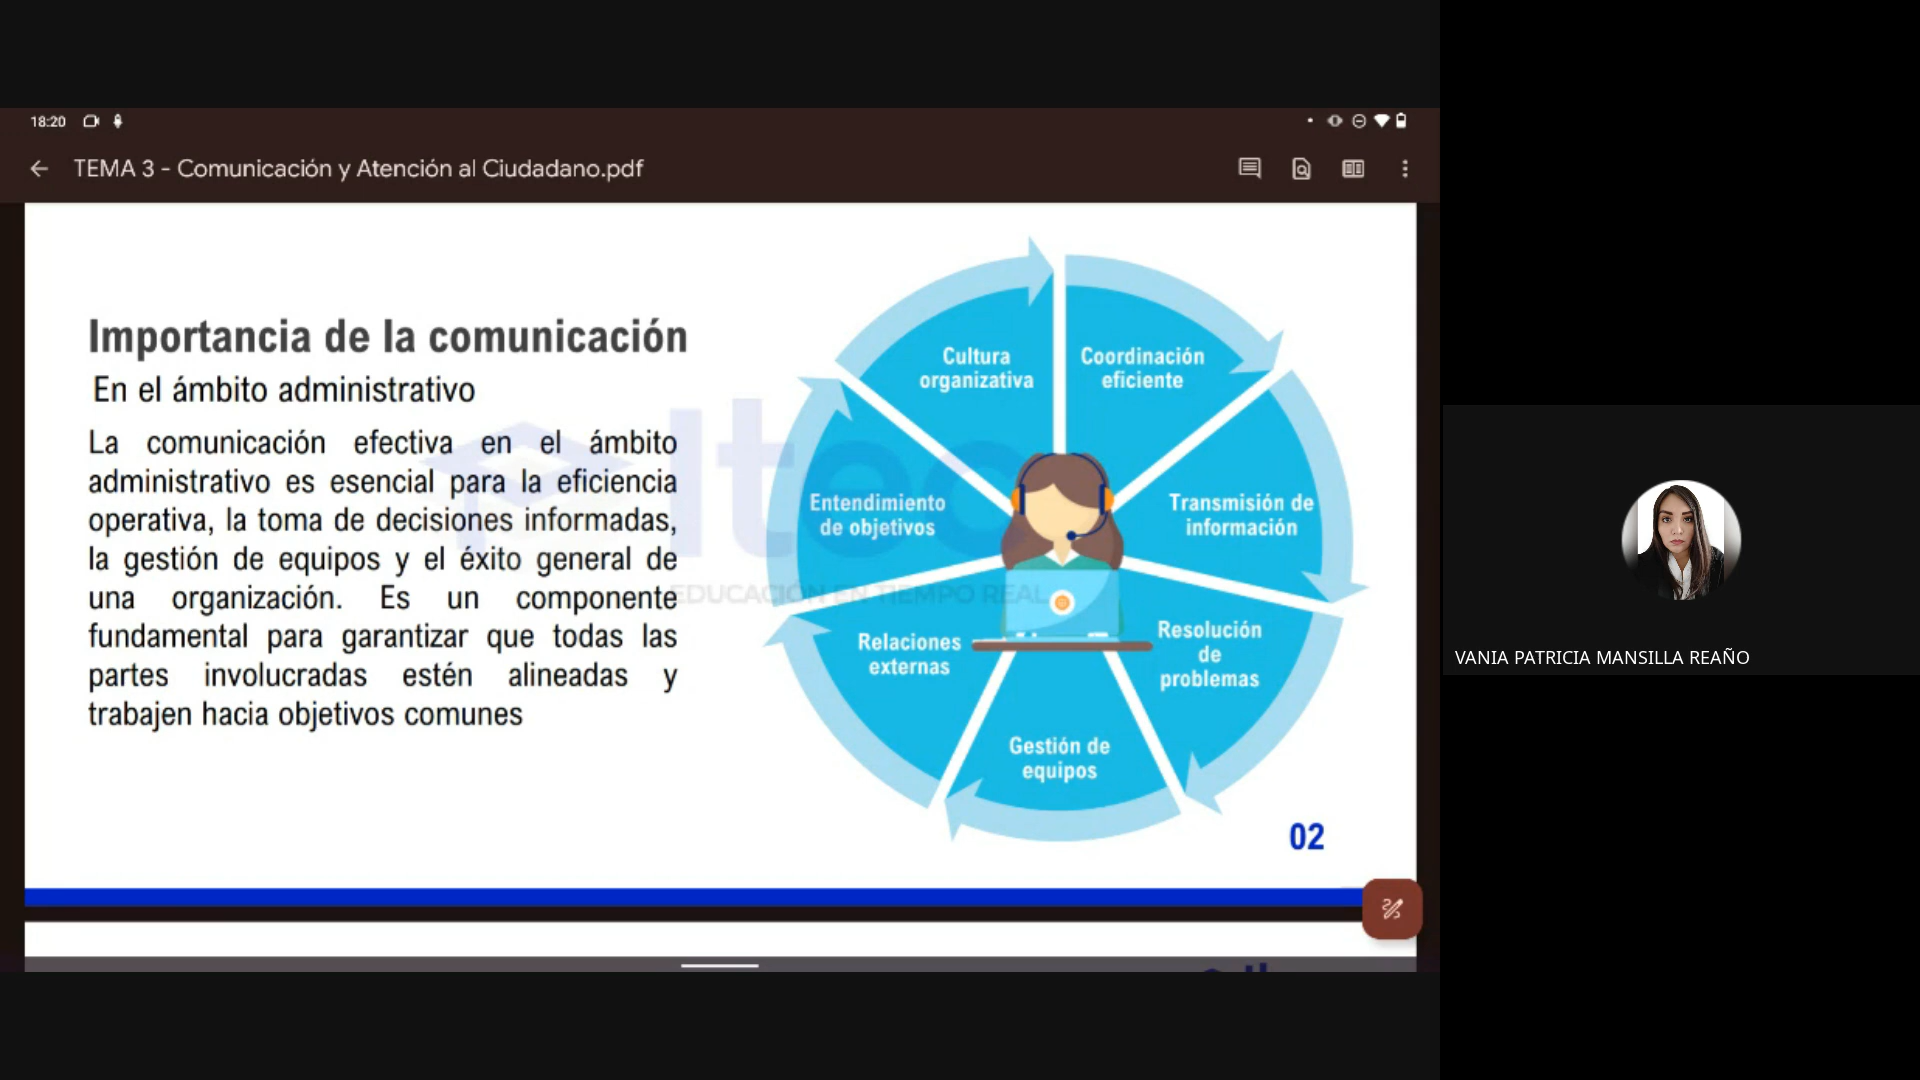 18:20
TEMA 3 - Comunicación y Atención al Ciudadano.pdf
Importancia de la comunicación
En el ámbito administrativo
La comunicación efectiva en el ámbito
administrativo es esencial para la eficiencia
operativa, la toma de decisiones informadas,
la gestión de equipos y el éxito general de
una organización. Es un componente
fundamental para garantizar que todas las
partes involucradas estén alineadas y
trabajen hacia objetivos comunes
Cultura
organizativa
Coordinación
eficiente
Entendimiento
de objetivos
Transmisión de
información
Relaciones
externas
Resolución
de
problemas
Gestión de
equipos
EDUCACIÓN EN TIEMPO REAL
02
VANIA PATRICIA MANSILLA REAÑO